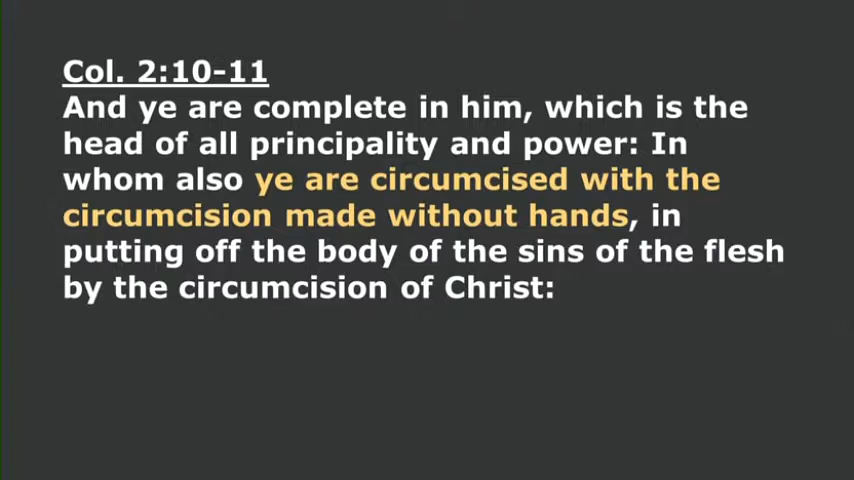 Col. 2:10-11
And ye are complete in him, which is the
head of all principality and power: In
whom also ye are circumcised with the
circumcision made without hands, in
putting off the body of the sins of the flesh
by the circumcision of Christ: